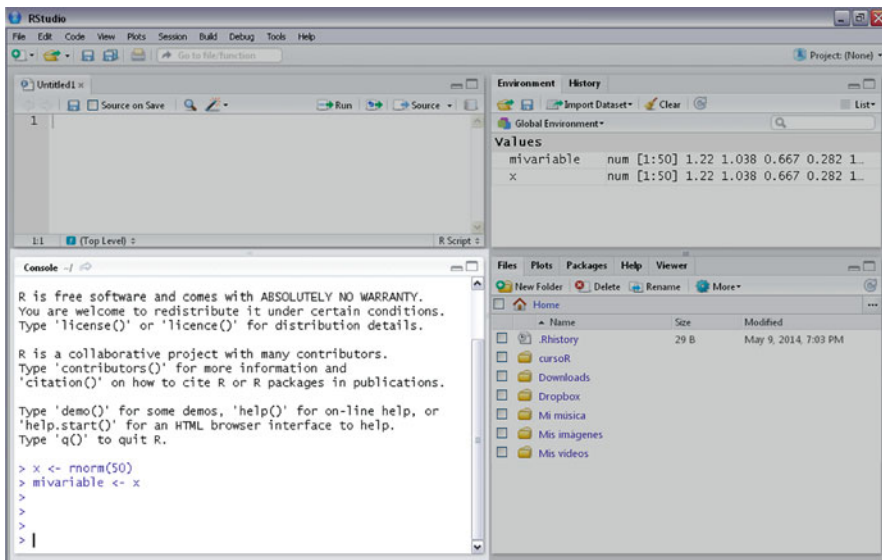 RStudio
File Edit Code View Plots Session Build Debug Tools Help
Go to file/function
Project: (None)
Untitled1
Source on Save
Run
Source
1
1:1
(Top Level)
R Script
Environment History
Import Dataset
Clear
List
Global Environment
Values
mivariable num [1:50] 1.22 1.038 0.667 0.282 1...
x num [1:50] 1.22 1.038 0.667 0.282 1...
Console ~/
R is free software and comes with ABSOLUTELY NO WARRANTY.
You are welcome to redistribute it under certain conditions.
Type 'license()' or 'licence()' for distribution details.
R is a collaborative project with many contributors.
Type 'contributors()' for more information and
'citation()' on how to cite R or R packages in publications.
Type 'demo()' for some demos, 'help()' for on-line help, or
'help.start()' for an HTML browser interface to help.
Type 'q()' to quit R.
> x <- rnorm(50)
> mivariable <- x
>
>
>
>
Files Plots Packages Help Viewer
New Folder Delete Rename More
Home
Name Size Modified
.Rhistory 29 B May 9, 2014, 7:03 PM
cursoR
Downloads
Dropbox
Mi música
Mis imágenes
Mis videos